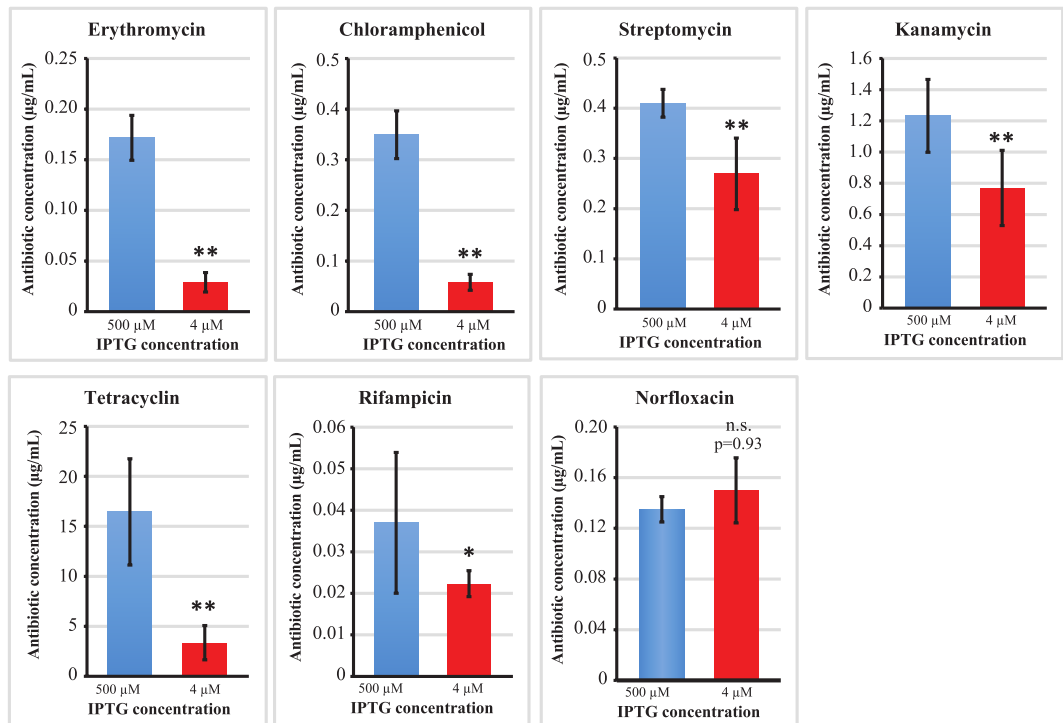 Erythromycin
Antibiotic concentration (µg/mL)
0.25
0.20
0.15
0.10
0.05
0
**
500 µM
4 µM
IPTG concentration
Chloramphenicol
Antibiotic concentration (µg/mL)
0.5
0.4
0.3
0.2
0.1
0
**
500 µM
4 µM
IPTG concentration
Streptomycin
Antibiotic concentration (µg/mL)
0.5
0.4
0.3
0.2
0.1
0
**
500 µM
4 µM
IPTG concentration
Kanamycin
Antibiotic concentration (µg/mL)
1.6
1.4
1.2
1.0
0.8
0.6
1.4
1.2
0
**
500 µM
4 µM
IPTG concentration
Tetracyclin
Antibiotic concentration (µg/mL)
25
20
15
10
5
0
**
500 µM
4 µM
IPTG concentration
Rifampicin
Antibiotic concentration (µg/mL)
0.06
0.05
0.04
0.03
0.02
0.01
0
*
500 µM
4 µM
IPTG concentration
Norfloxacin
Antibiotic concentration (µg/mL)
0.20
0.16
0.12
0.08
0.04
0
n.s.
p=0.93
500 µM
4 µM
IPTG concentration